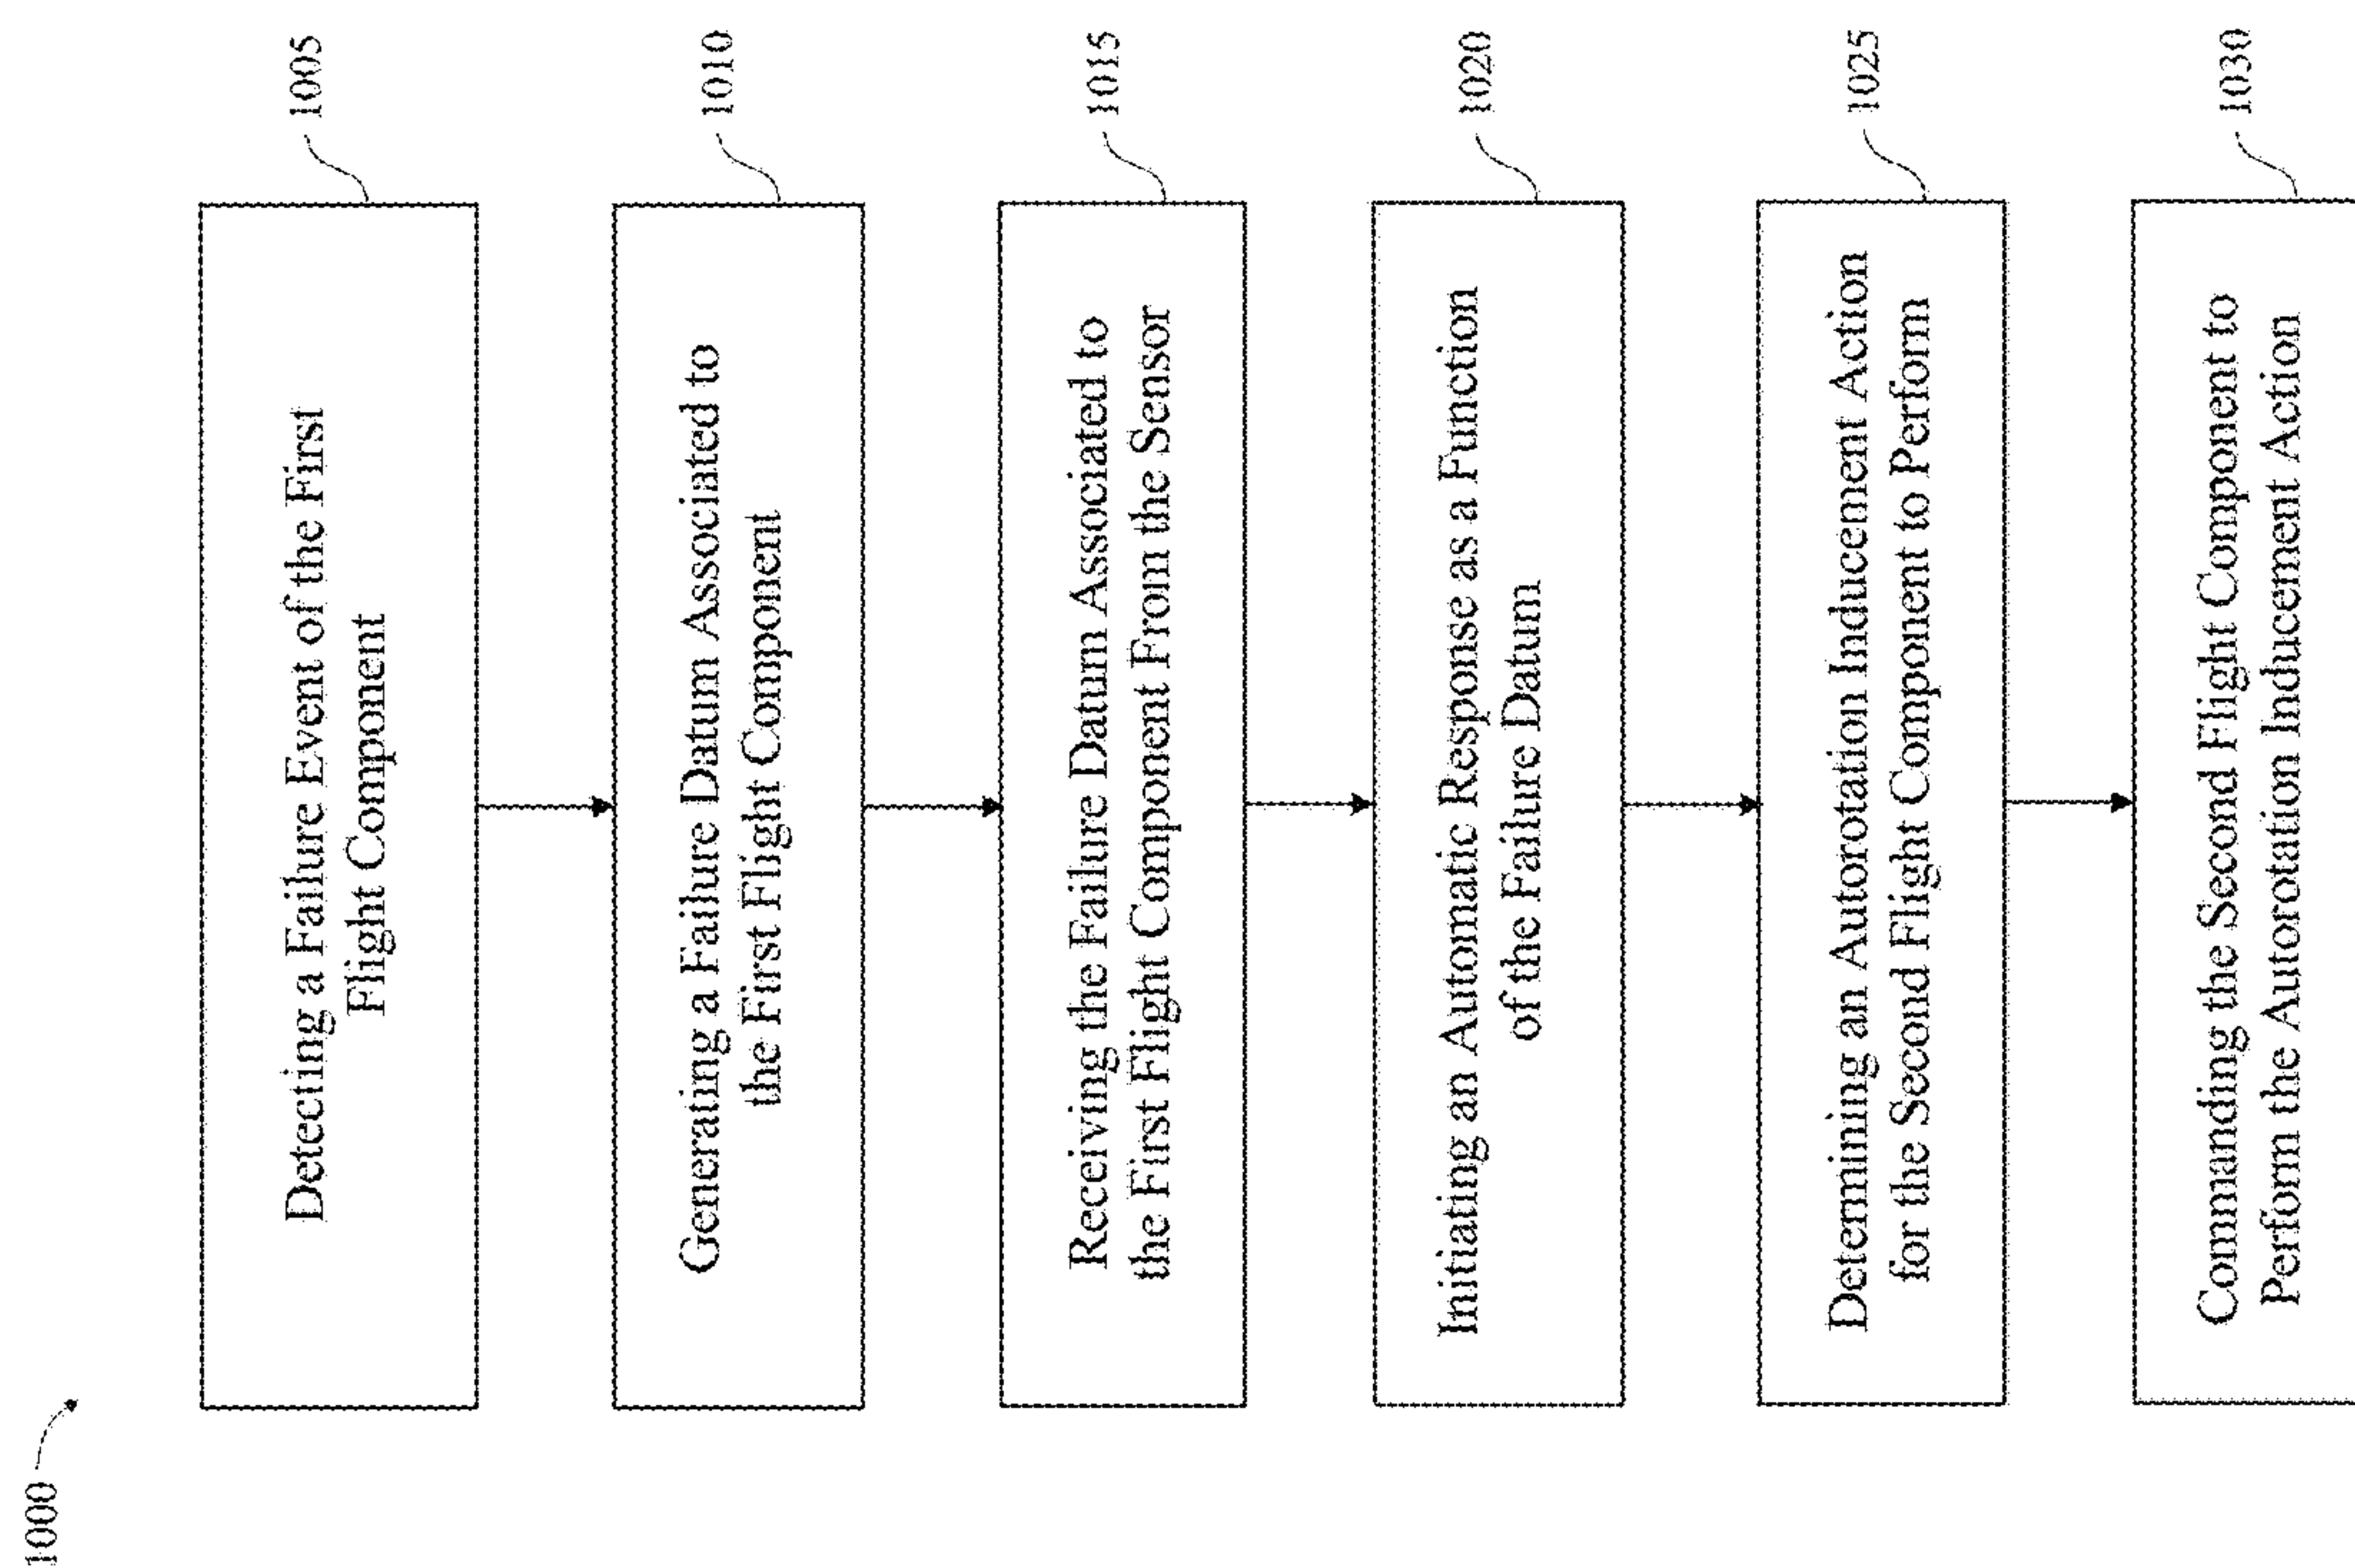 1000
Detecting a Failure Event of the First
Flight Component
1005
Generating a Failure Datum Associated to
the First Flight Component
1010
Receiving the Failure Datum Associated to
the First Flight Component From the Sensor
1015
Initiating an Automatic Response as a Function
of the Failure Datum
1020
Determining an Autorotation Inducement Action
for the Second Flight Component to Perform
1025
Commanding the Second Flight Component to
Perform the Autorotation Inducement Action
1030